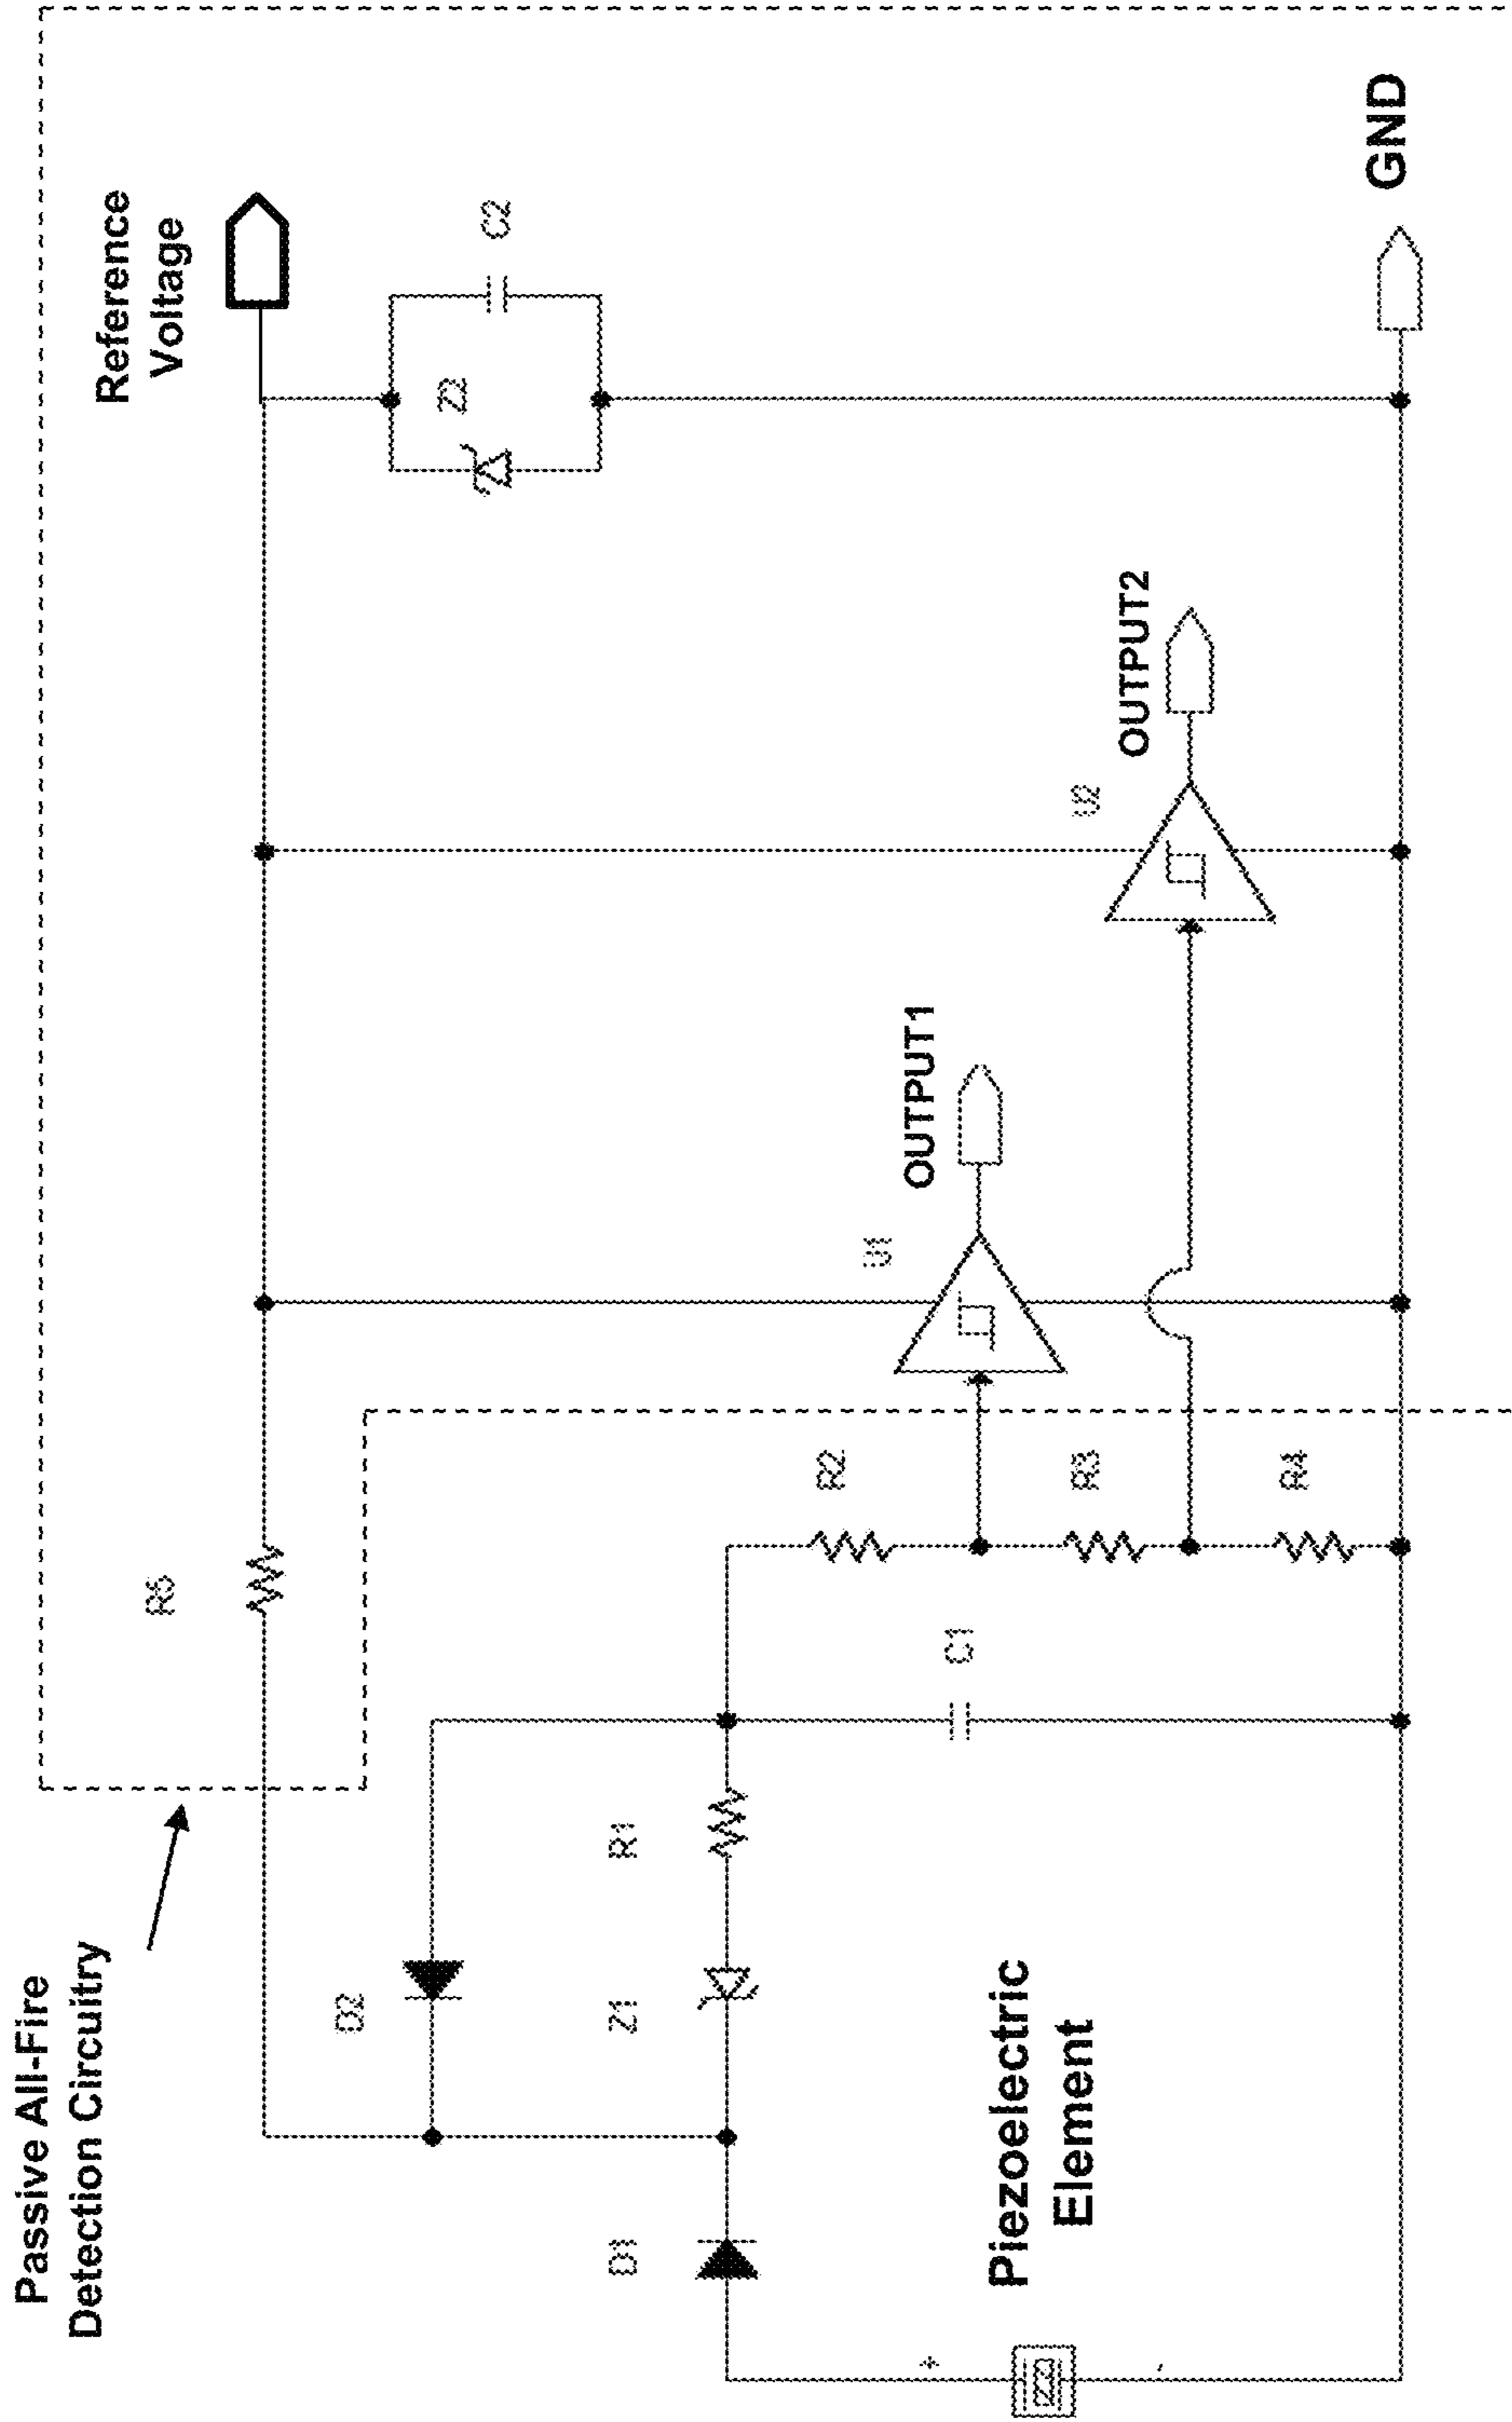 Passive All-Fire
Detection Circuitry
R5
Reference
Voltage
D2
Z2
C2
D1
Z1
R1
R2
C1
U1
OUTPUT1
R3
U2
OUTPUT2
R4
Piezoelectric
Element
+
-
GND